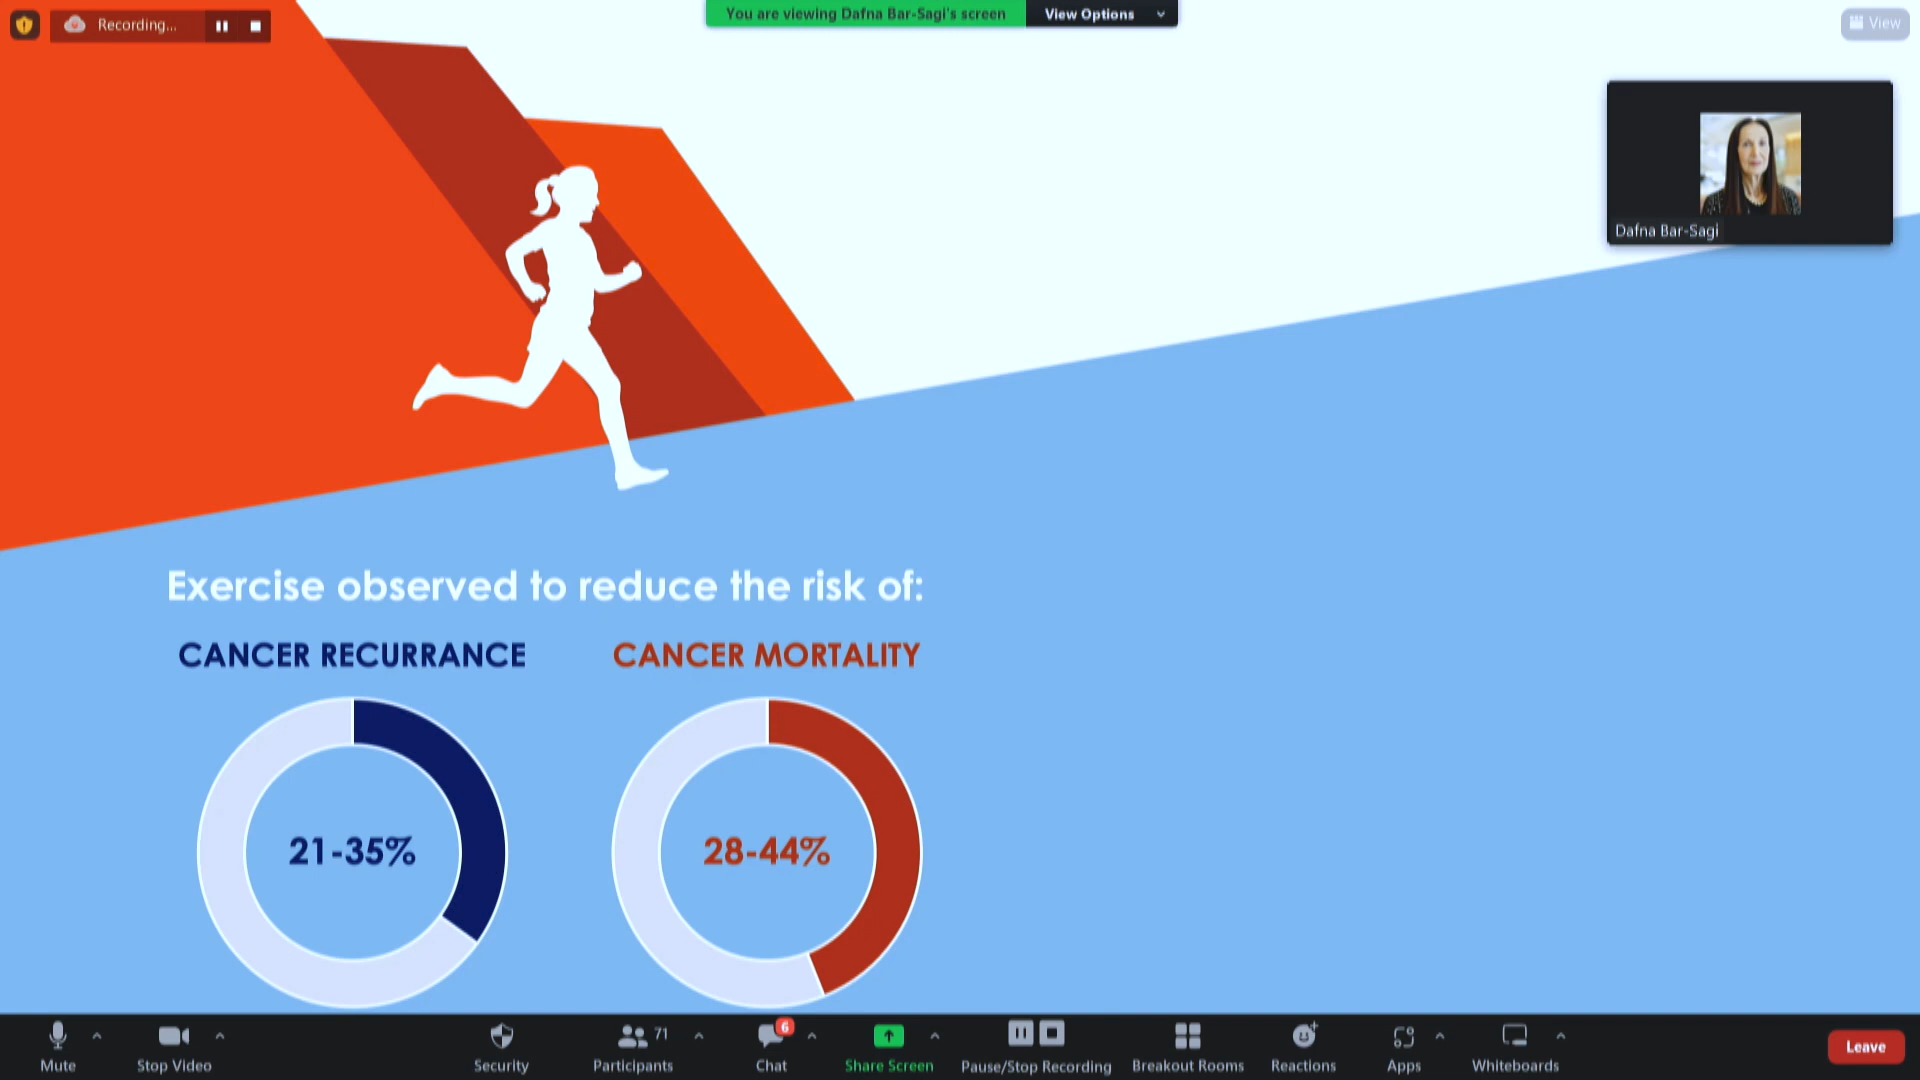 Recording...
You are viewing Dafna Bar-Sagi's screen
View Options
View
Dafna Bar-Sagi
Exercise observed to reduce the risk of:
CANCER RECURRANCE
CANCER MORTALITY
21-35%
28-44%
Mute
Stop Video
Security
71
Participants
6
Chat
Share Screen
Pause/Stop Recording
Breakout Rooms
Reactions
Apps
Whiteboards
Leave